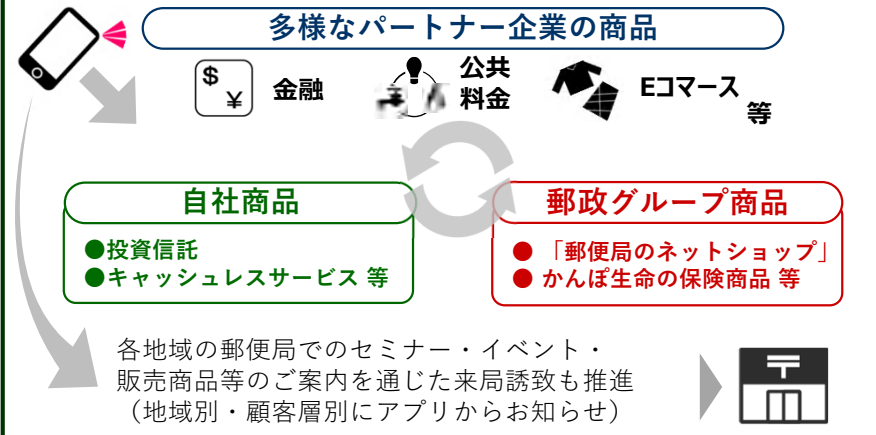 多様なパートナー企業の商品
$
¥
金融
公共
料金
Eコマース
等
自社商品
●投資信託
●キャッシュレスサービス 等
郵政グループ商品
● 「郵便局のネットショップ」
● かんぽ生命の保険商品 等
各地域の郵便局でのセミナー・イベント・
販売商品等のご案内を通じた来局誘致も推進
（地域別・顧客層別にアプリからお知らせ）
〒